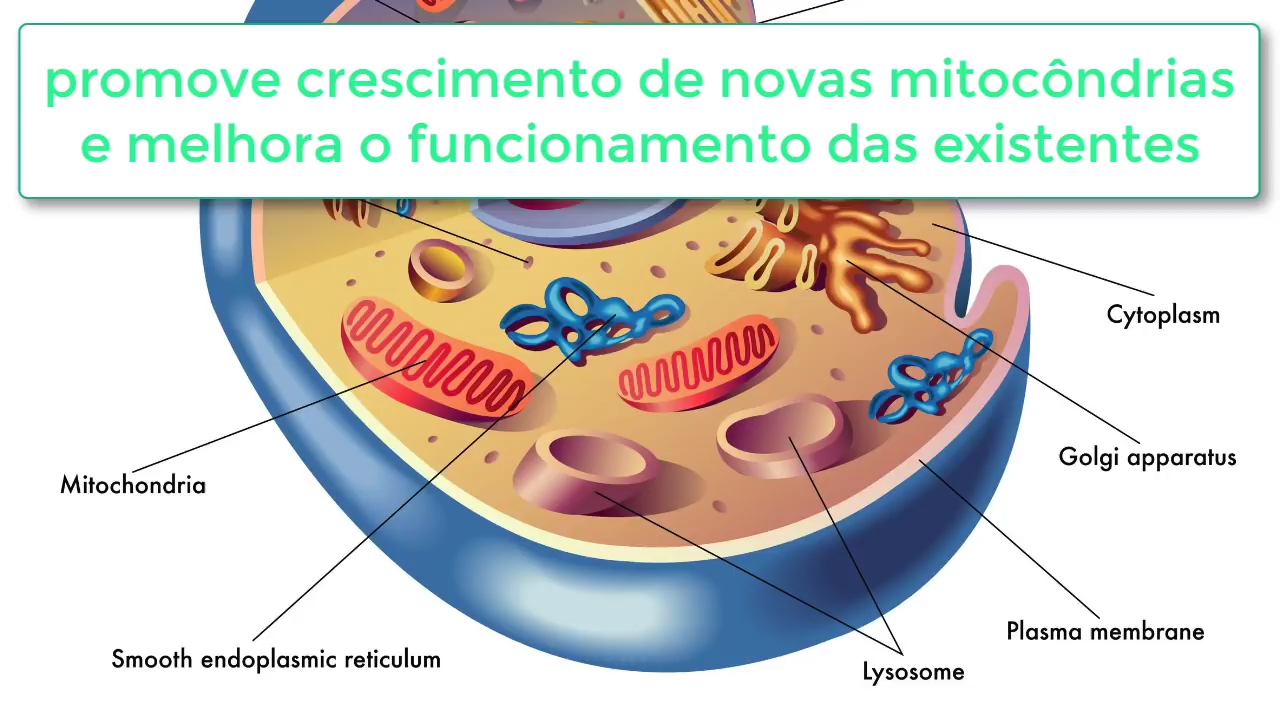 promove crescimento de novas mitocôndrias
e melhora o funcionamento das existentes
Cytoplasm
Golgi apparatus
Mitochondria
Plasma membrane
Smooth endoplasmic reticulum
Lysosome